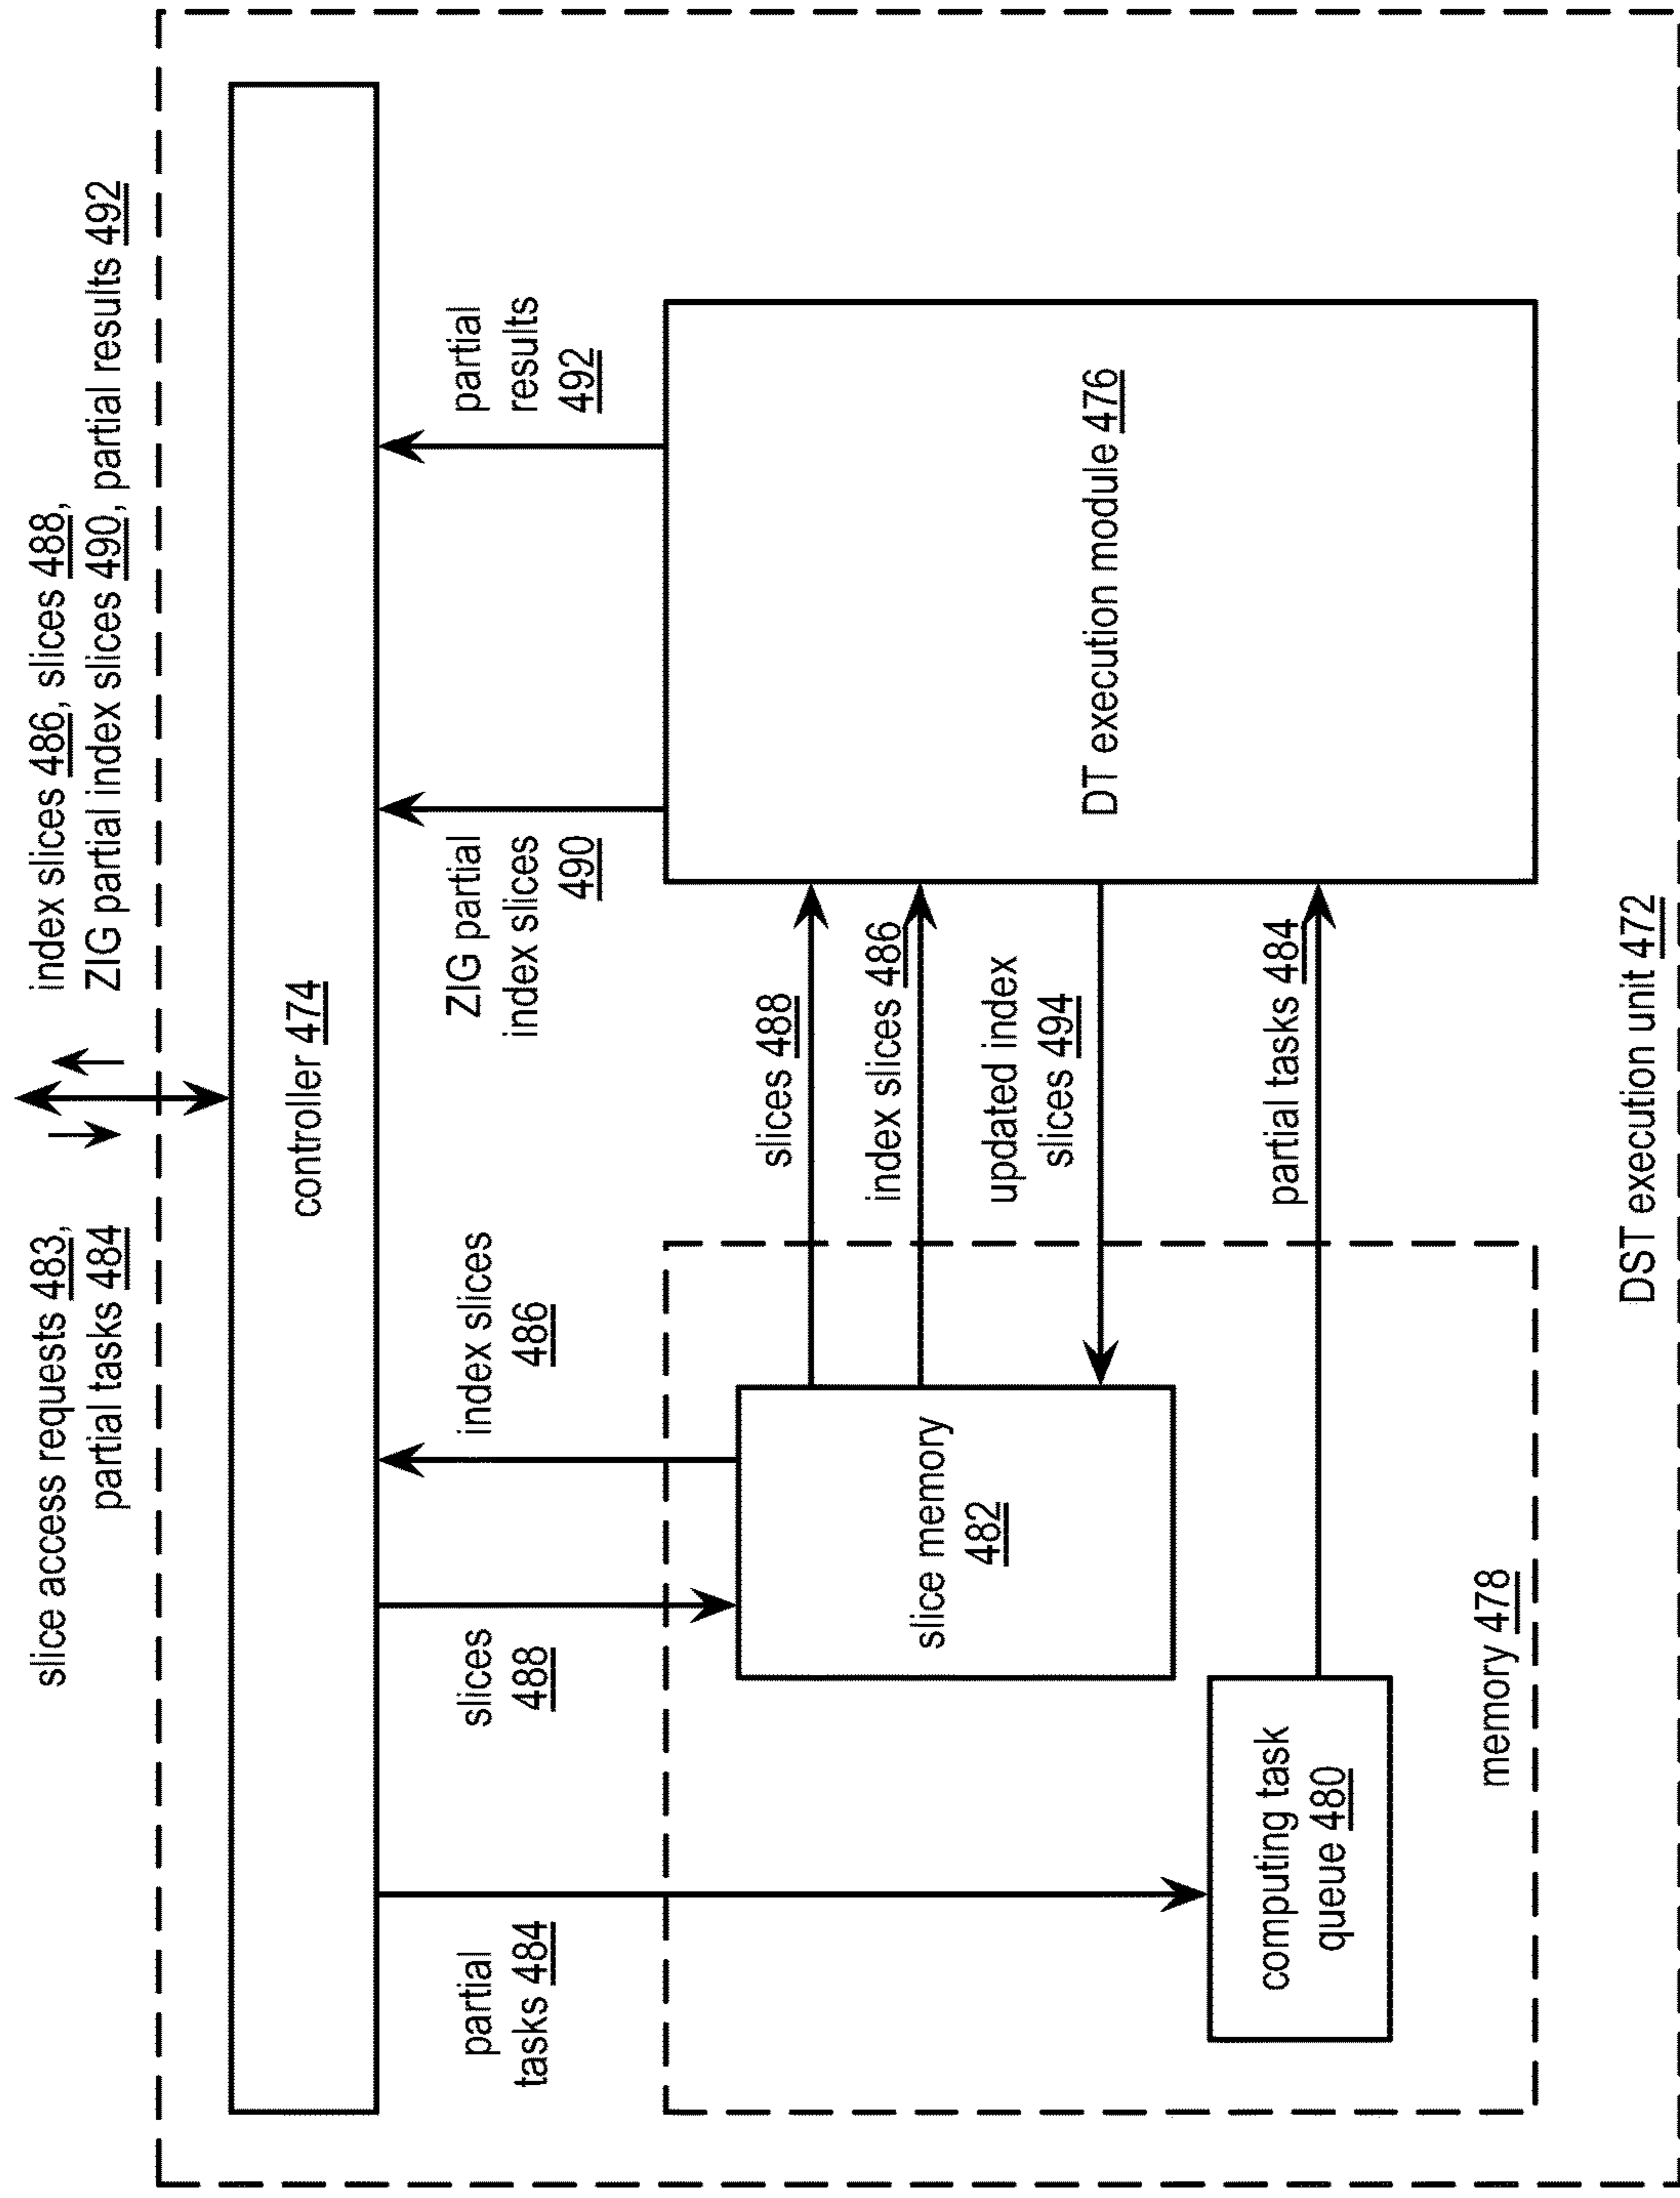 slice access requests 483,
partial tasks 484
index slices 486, slices 488,
ZIG partial index slices 490, partial results 492
controller 474
partial
tasks 484
slices
488
index slices
486
ZIG partial
index slices
490
partial
results
492
slice memory
482
computing task
queue 480
memory 478
slices 488
index slices 486
updated index
slices 494
partial tasks 484
DT execution module 476
DST execution unit 472